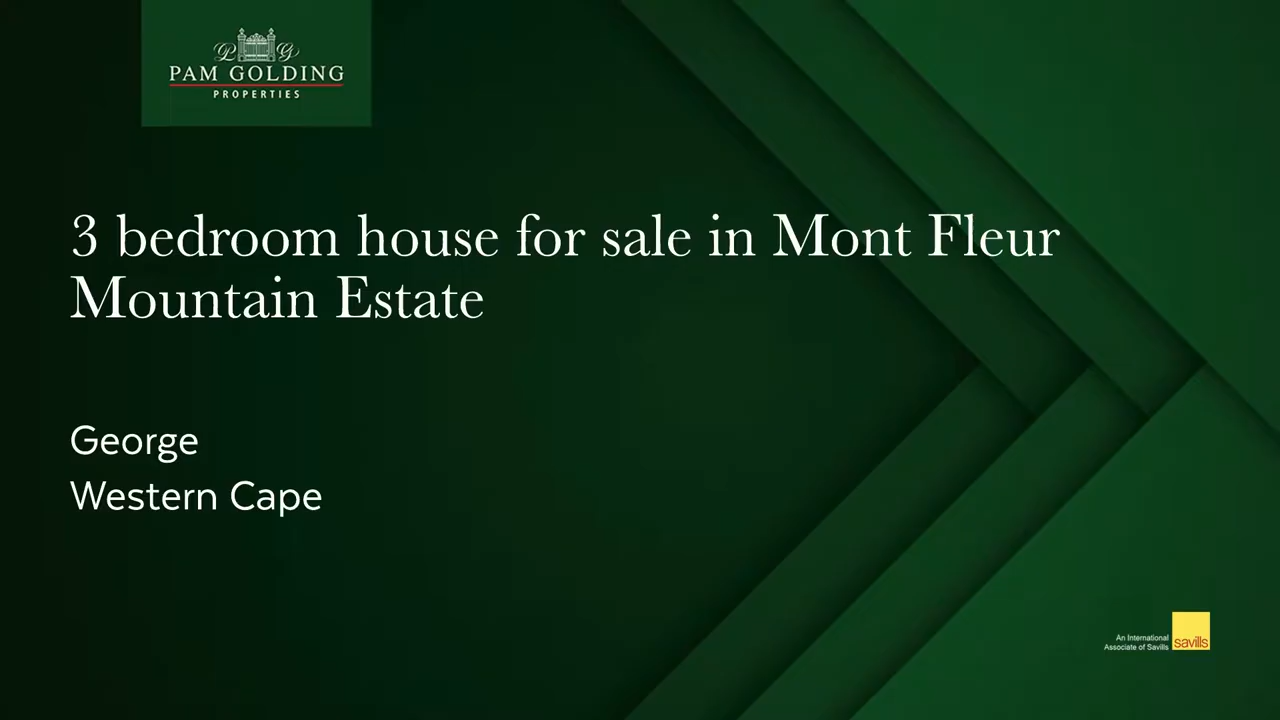 PG
PAM GOLDING
PROPERTIES
3 bedroom house for sale in Mont Fleur
Mountain Estate
George
Western Cape
An International
Associate of Savills
savills